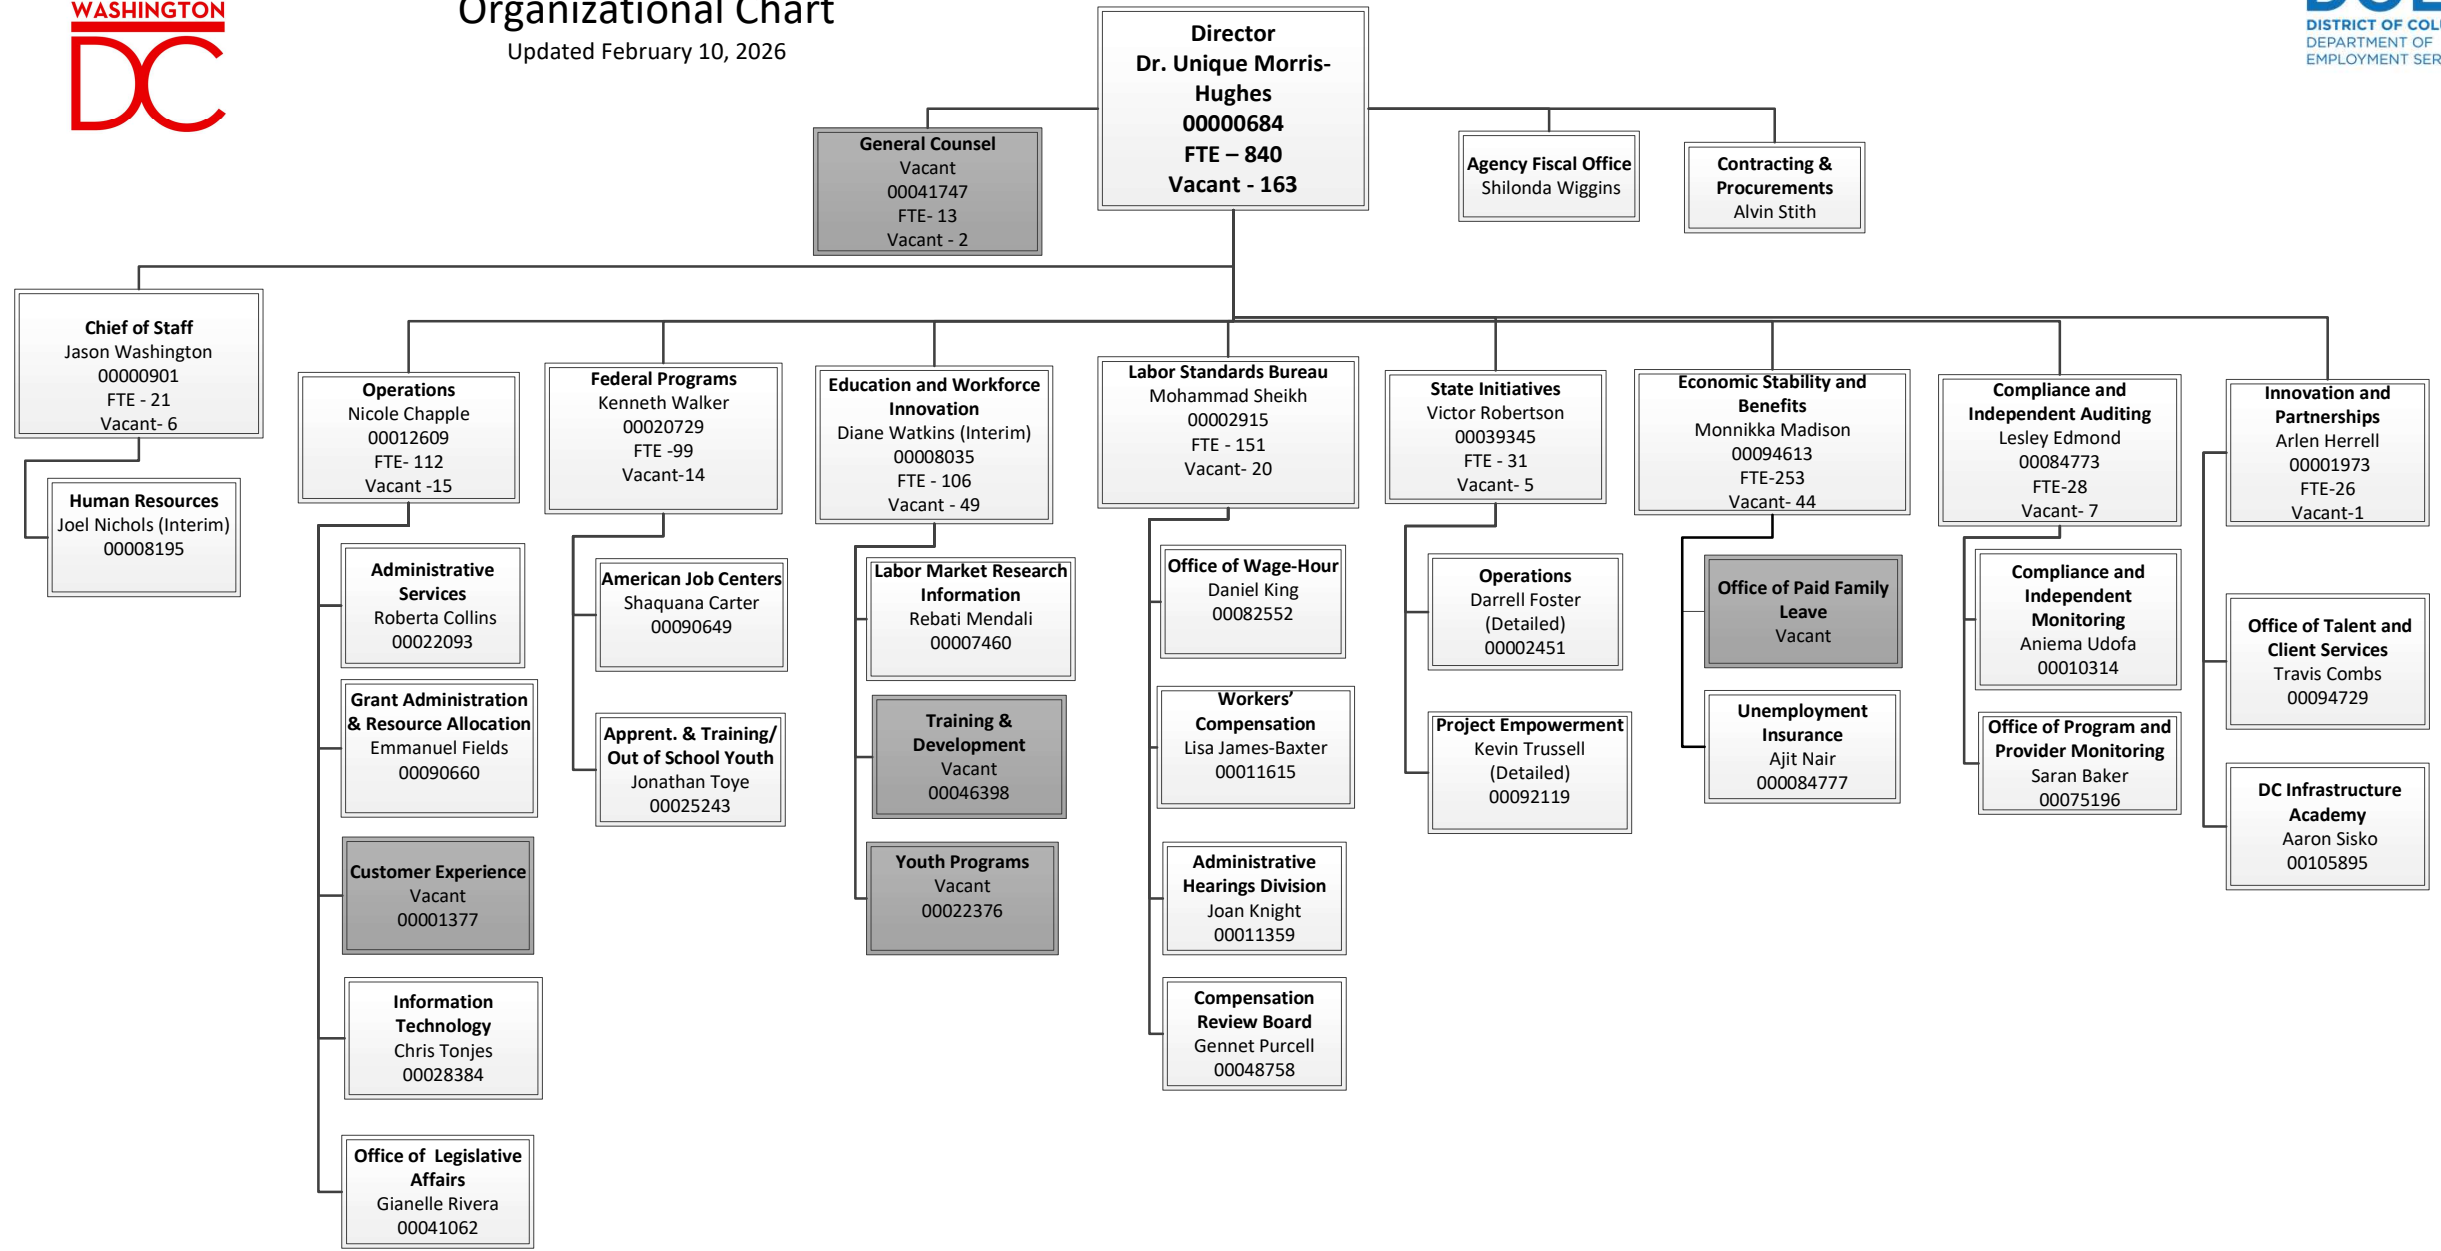 WASHINGTON
DC
Organizational Chart
Updated February 10, 2026
DISTRICT OF
DEPARTMENT OF
EMPLOYMENT
Director
Dr. Unique Morris-
Hughes
00000684
FTE – 840
Vacant - 163
General Counsel
Vacant
00041747
FTE- 13
Vacant - 2
Agency Fiscal Office
Shilonda Wiggins
Contracting &
Procurements
Alvin Stith
Chief of Staff
Jason Washington
00000901
FTE - 21
Vacant- 6
Human Resources
Joel Nichols (Interim)
00008195
Operations
Nicole Chapple
00012609
FTE- 112
Vacant -15
Administrative
Services
Roberta Collins
00022093
Grant Administration
& Resource Allocation
Emmanuel Fields
00090660
Customer Experience
Vacant
00001377
Information
Technology
Chris Tonjes
00028384
Office of Legislative
Affairs
Gianelle Rivera
00041062
Federal Programs
Kenneth Walker
00020729
FTE -99
Vacant-14
American Job Centers
Shaquana Carter
00090649
Apprent. & Training/
Out of School Youth
Jonathan Toye
00025243
Education and Workforce
Innovation
Diane Watkins (Interim)
00008035
FTE - 106
Vacant - 49
Labor Market Research
Information
Rebati Mendali
00007460
Training &
Development
Vacant
00046398
Youth Programs
Vacant
00022376
Labor Standards Bureau
Mohammad Sheikh
00002915
FTE - 151
Vacant- 20
Office of Wage-Hour
Daniel King
00082552
Workers’
Compensation
Lisa James-Baxter
00011615
Administrative
Hearings Division
Joan Knight
00011359
Compensation
Review Board
Gennet Purcell
00048758
State Initiatives
Victor Robertson
00039345
FTE - 31
Vacant- 5
Operations
Darrell Foster
(Detailed)
00002451
Project Empowerment
Kevin Trussell
(Detailed)
00092119
Economic Stability and
Benefits
Monnikka Madison
00094613
FTE-253
Vacant- 44
Office of Paid Family
Leave
Vacant
Unemployment
Insurance
Ajit Nair
000084777
Compliance and
Independent Auditing
Lesley Edmond
00084773
FTE-28
Vacant- 7
Compliance and
Independent
Monitoring
Aniema Udofa
00010314
Office of Program and
Provider Monitoring
Saran Baker
00075196
Innovation and
Partnerships
Arlen Herrell
00001973
FTE-26
Vacant-1
Office of Talent and
Client Services
Travis Combs
00094729
DC Infrastructure
Academy
Aaron Sisko
00105895